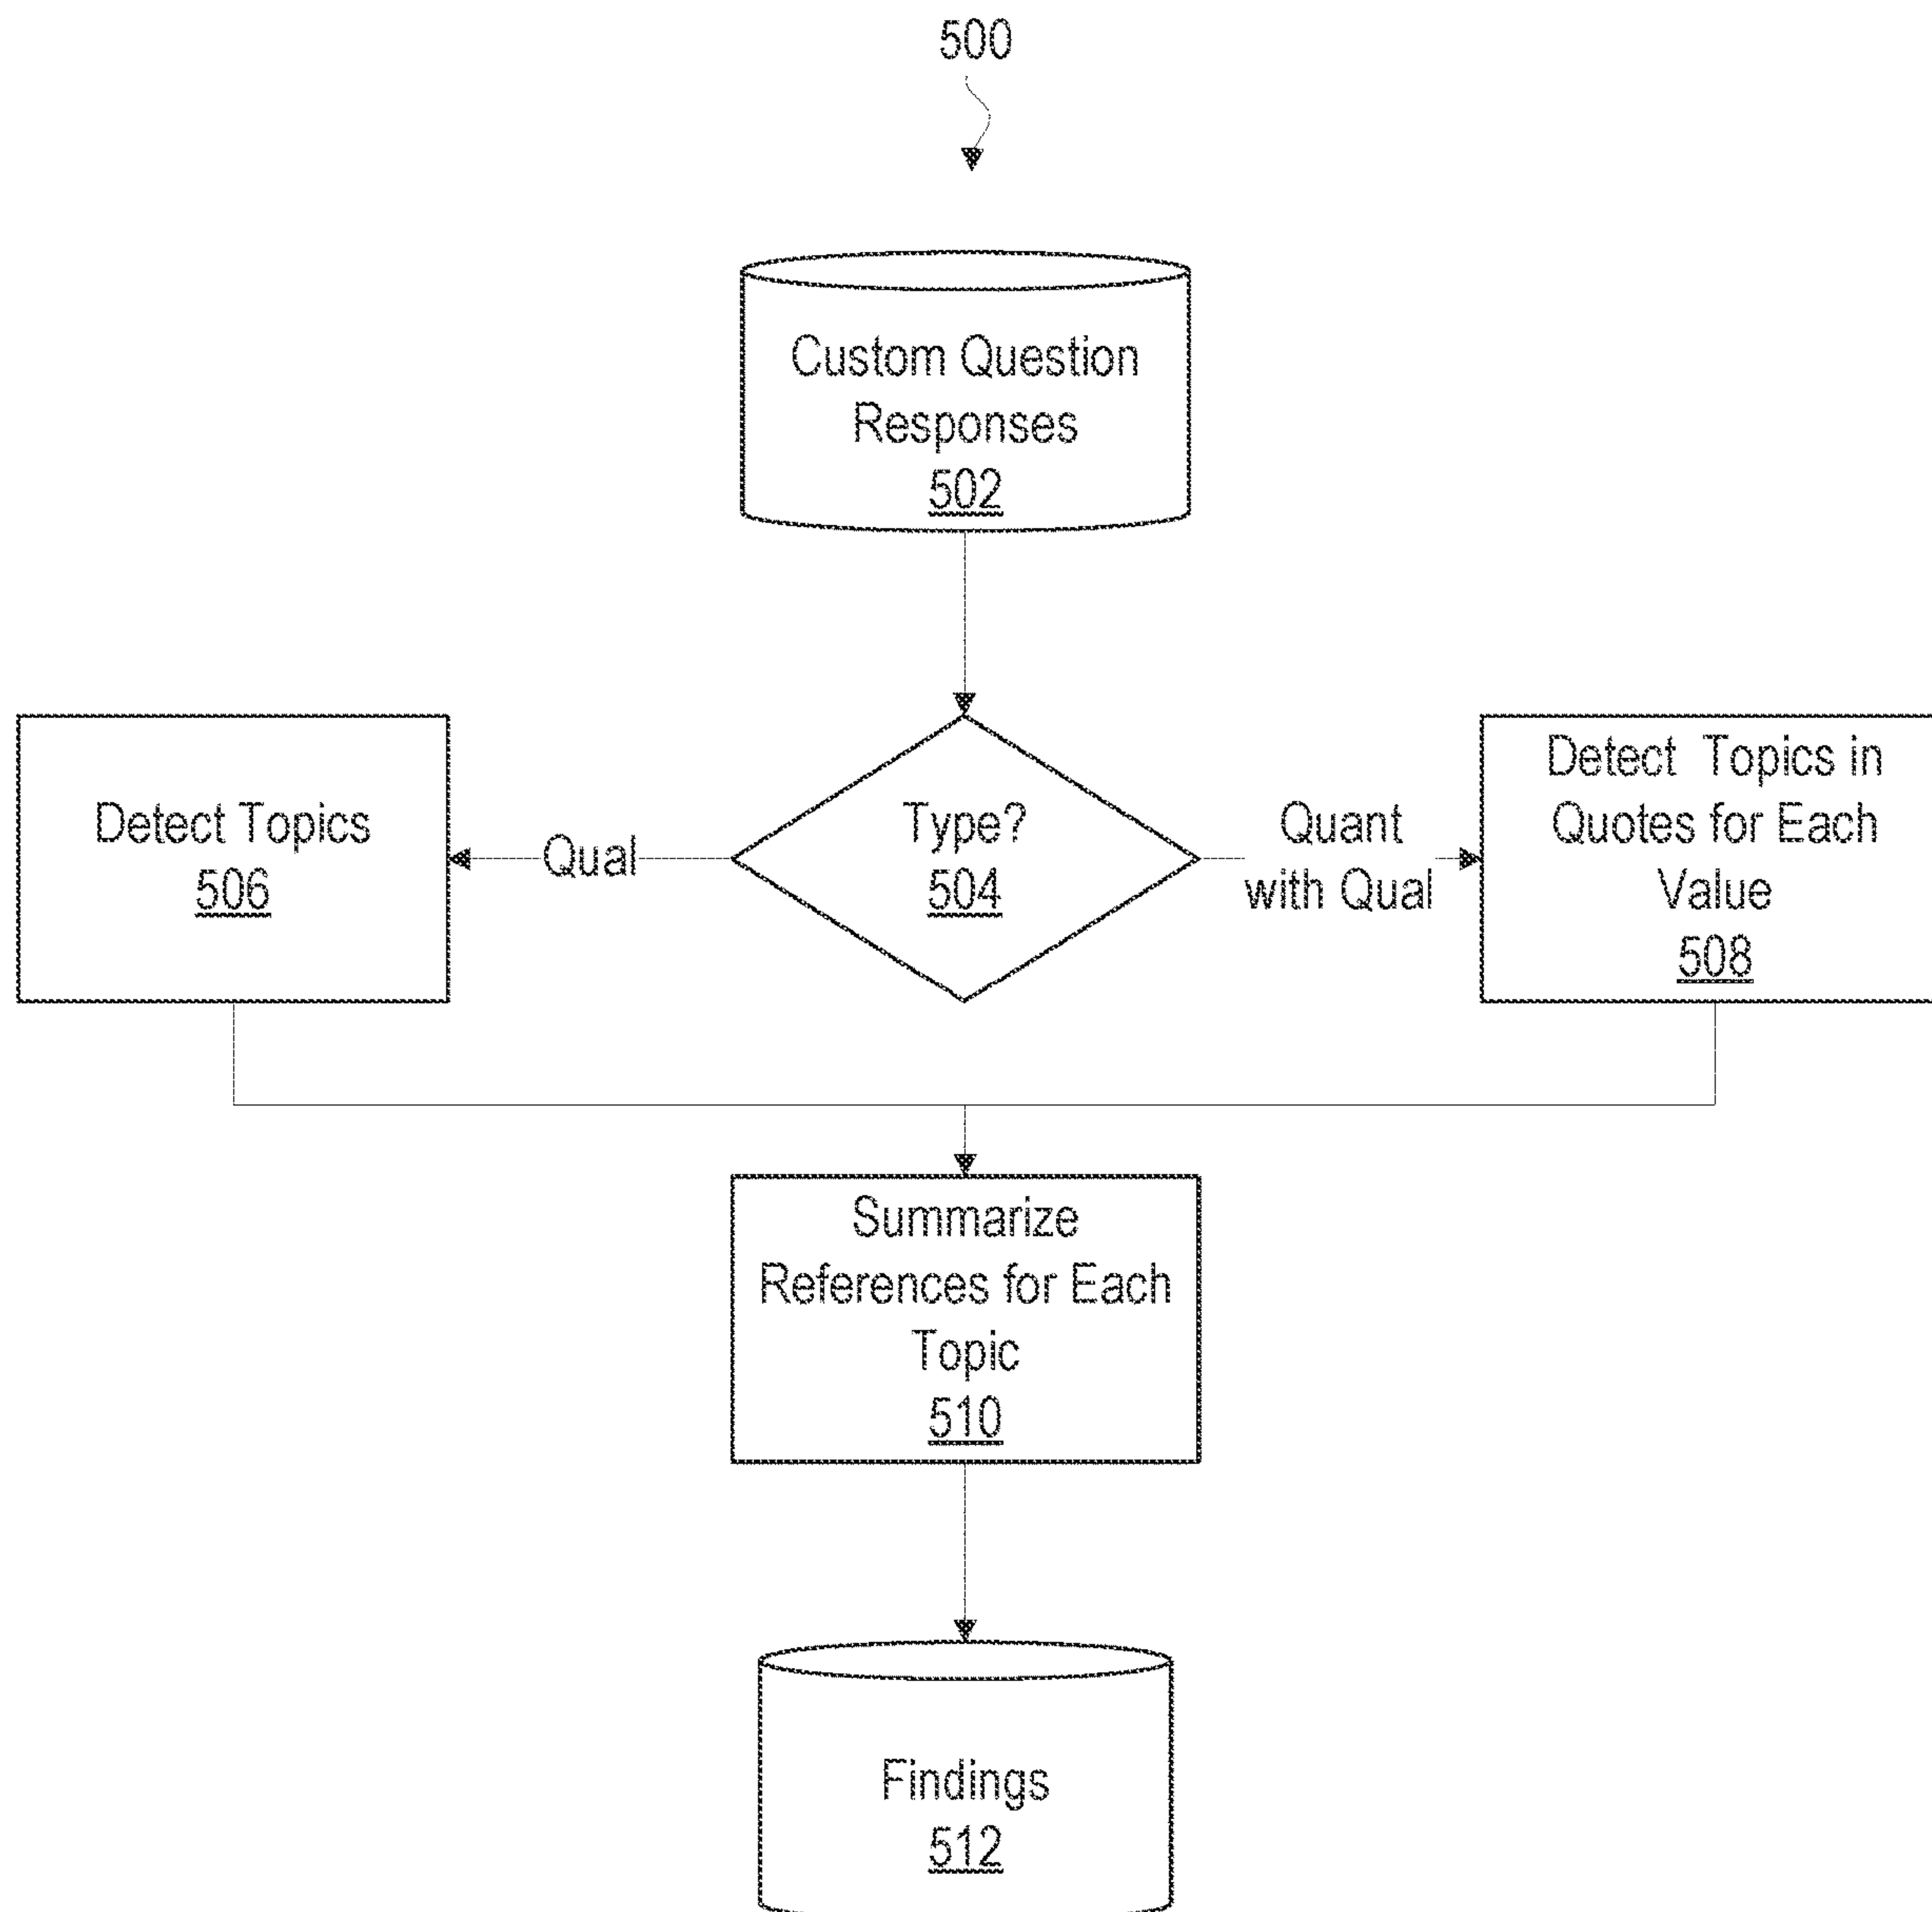 500
Custom Question
Responses
502
Detect Topics
506
Qual
Type?
504
Quant
with Qual
Detect Topics in
Quotes for Each
Value
508
Summarize
References for Each
Topic
510
Findings
512